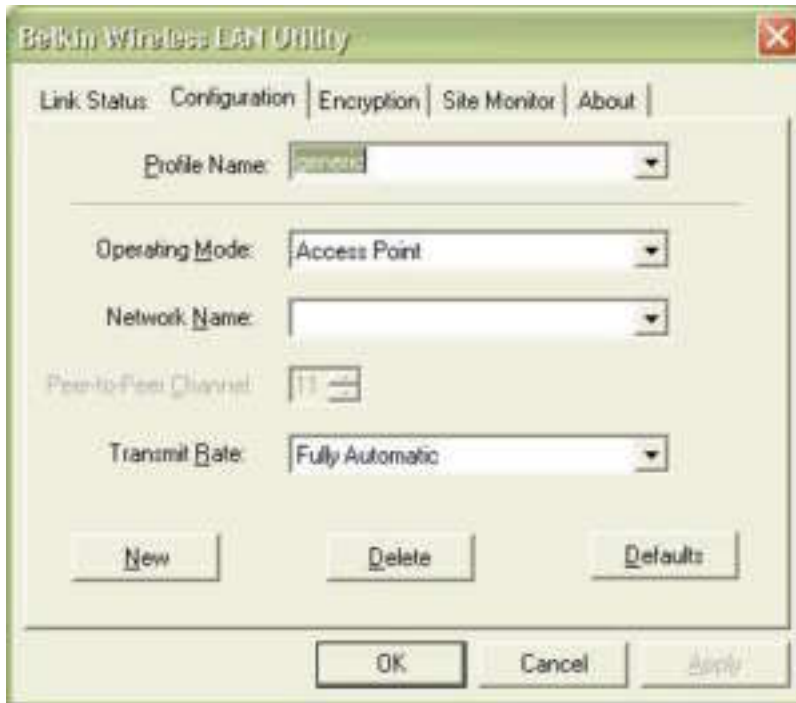 Belkin Wireless LAN Utility
Link Status Configuration Encryption Site Monitor About
Profile Name: generic
Operating Mode: Access Point
Network Name:
Peer-to-Peer Channel 11
Transmit Rate: Fully Automatic
New Delete Defaults
OK Cancel Apply